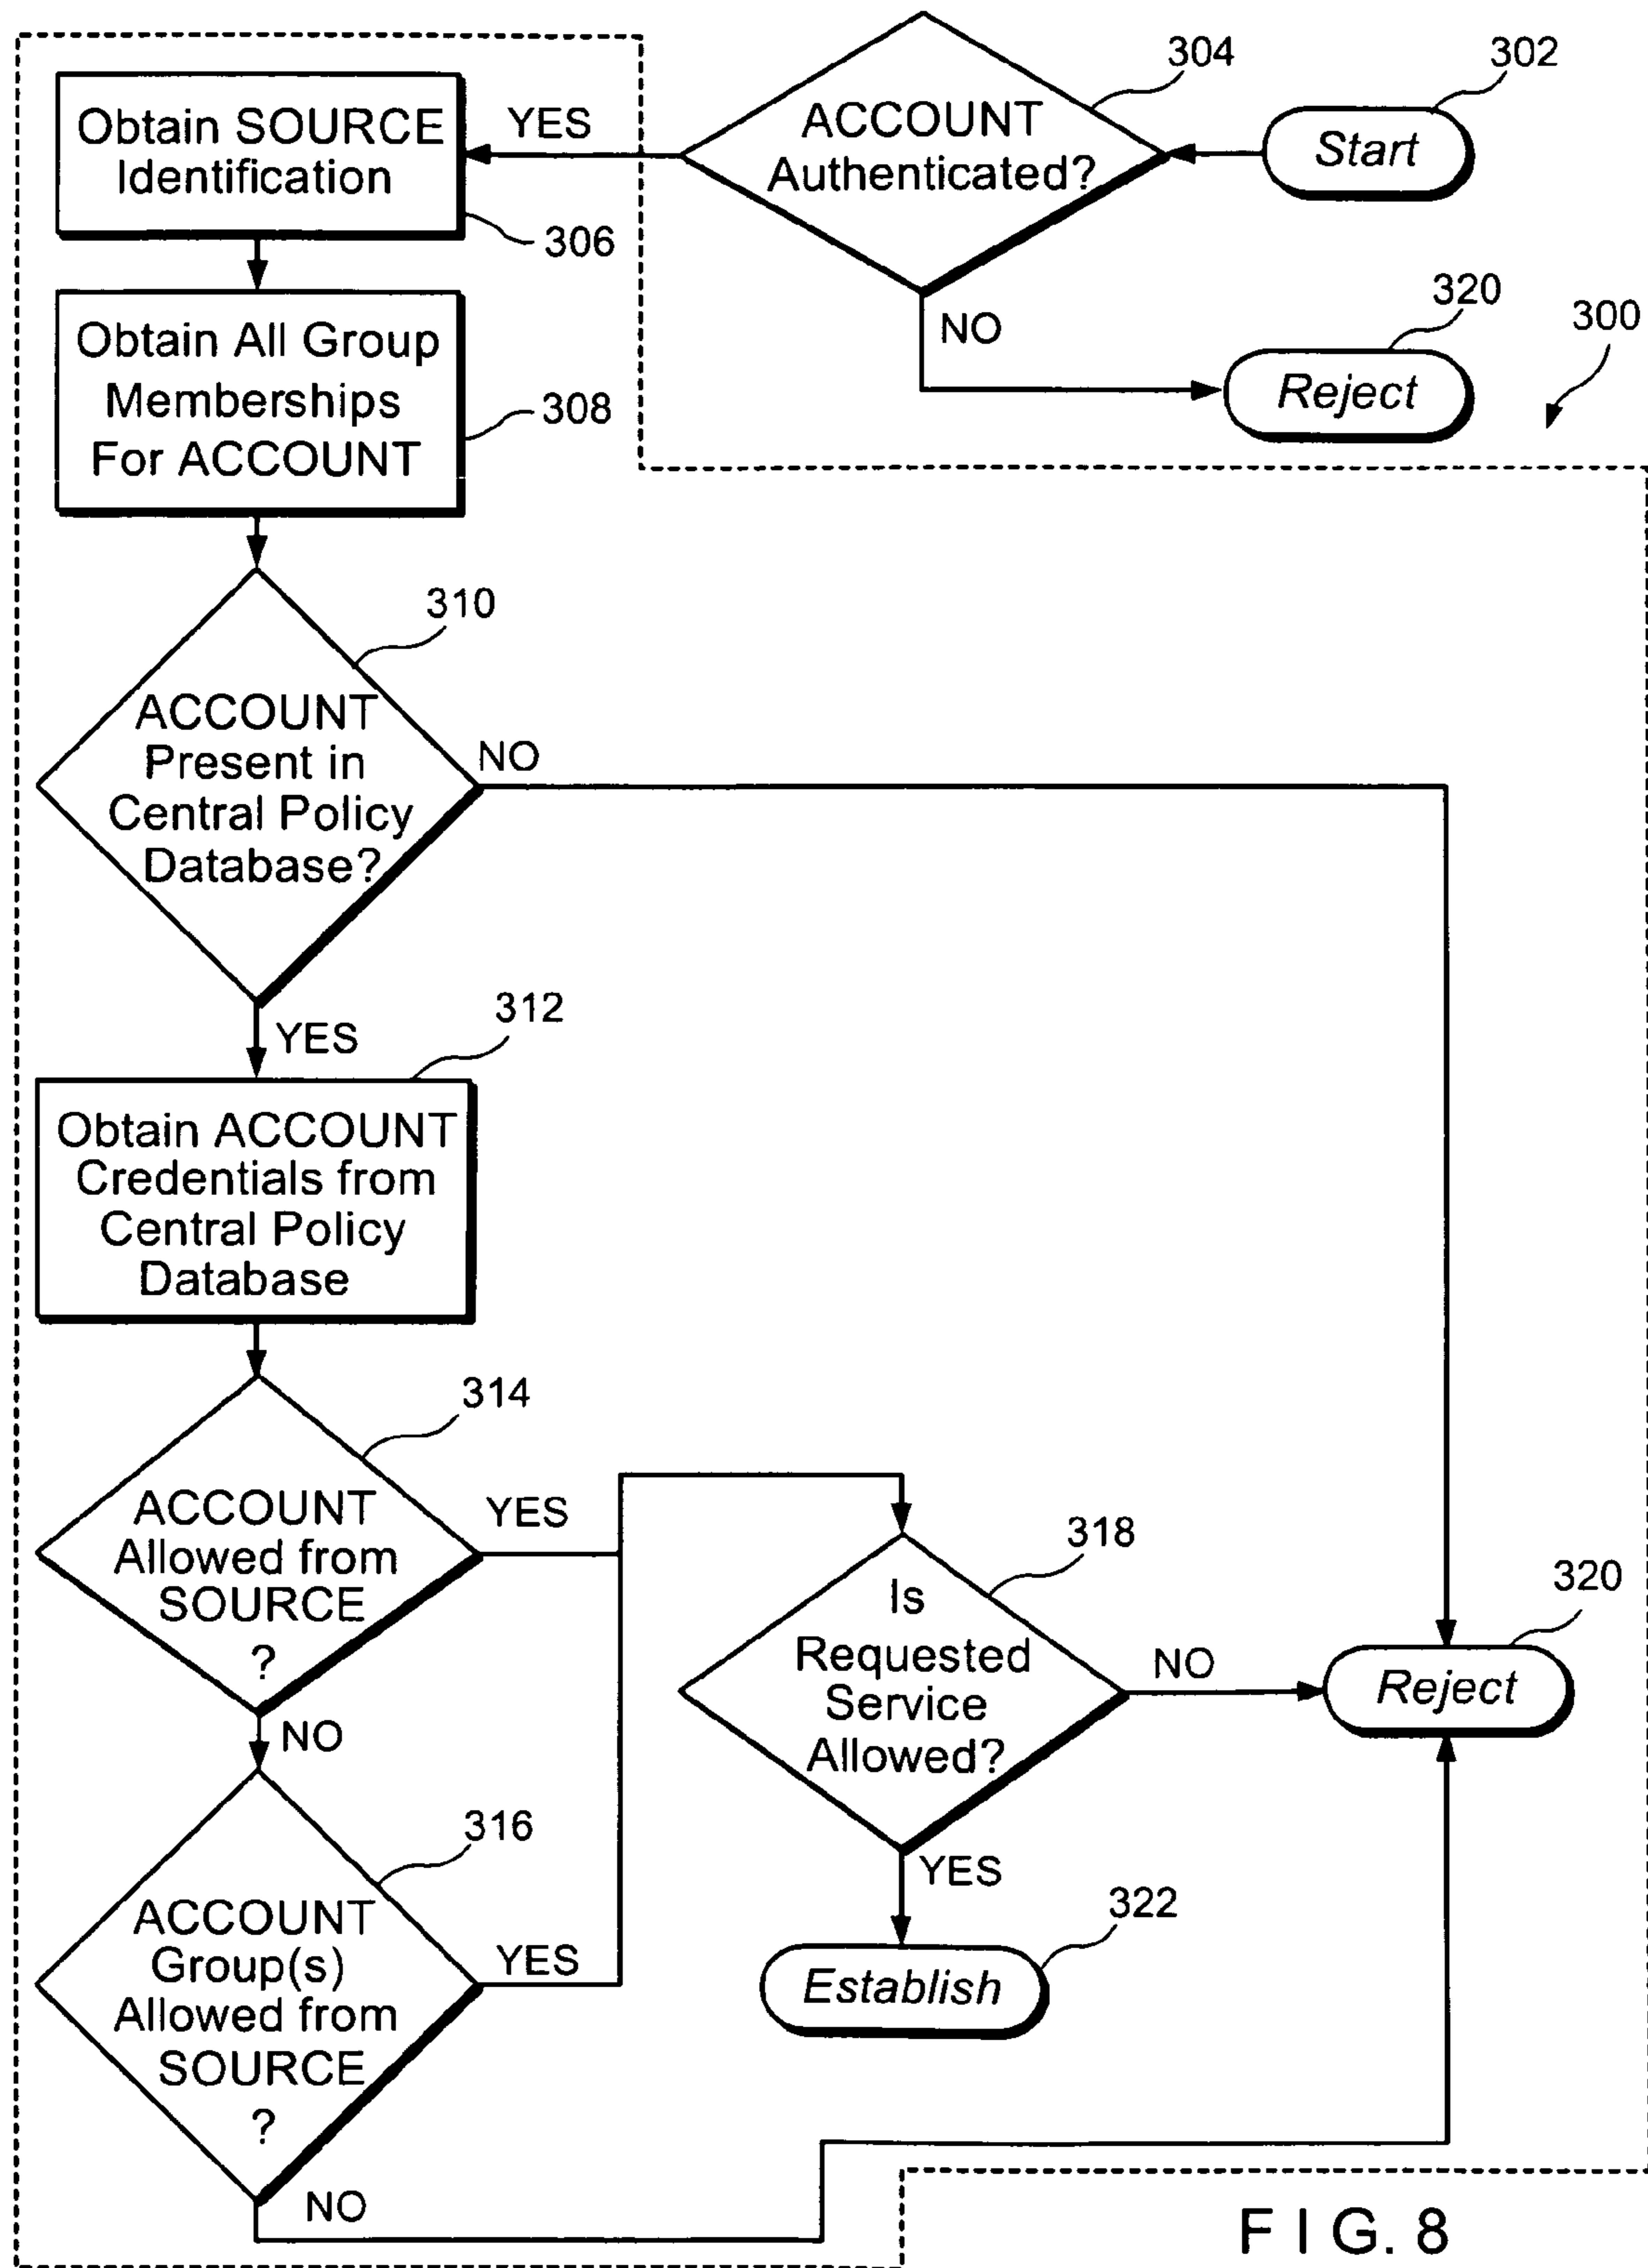 302
Start
304
ACCOUNT
Authenticated?
YES
NO
320
Reject
300
Obtain SOURCE
Identification
306
Obtain All Group
Memberships
For ACCOUNT
308
310
ACCOUNT
Present in
Central Policy
Database?
NO
YES
312
Obtain ACCOUNT
Credentials from
Central Policy
Database
314
ACCOUNT
Allowed from
SOURCE
?
YES
NO
316
ACCOUNT
Group(s)
Allowed from
SOURCE
?
YES
NO
318
Is
Requested
Service
Allowed?
NO
YES
320
Reject
322
Establish
FIG. 8